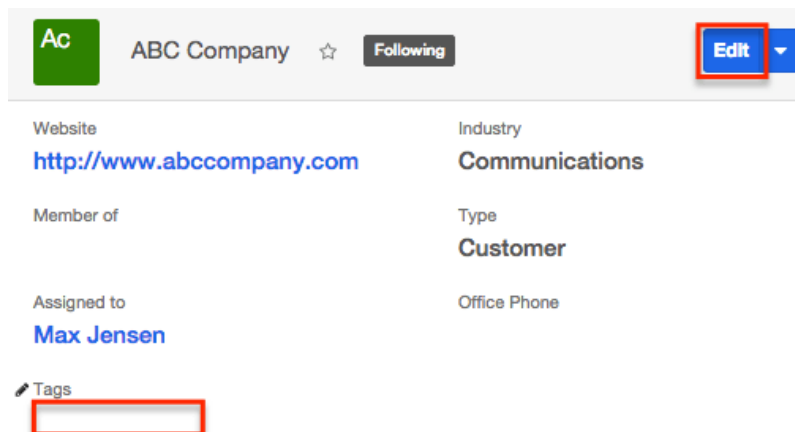 Ac
ABC Company Following Edit
Website
http://www.abccompany.com
Industry
Communications
Member of
Type
Customer
Assigned to
Max Jensen
Office Phone
Tags